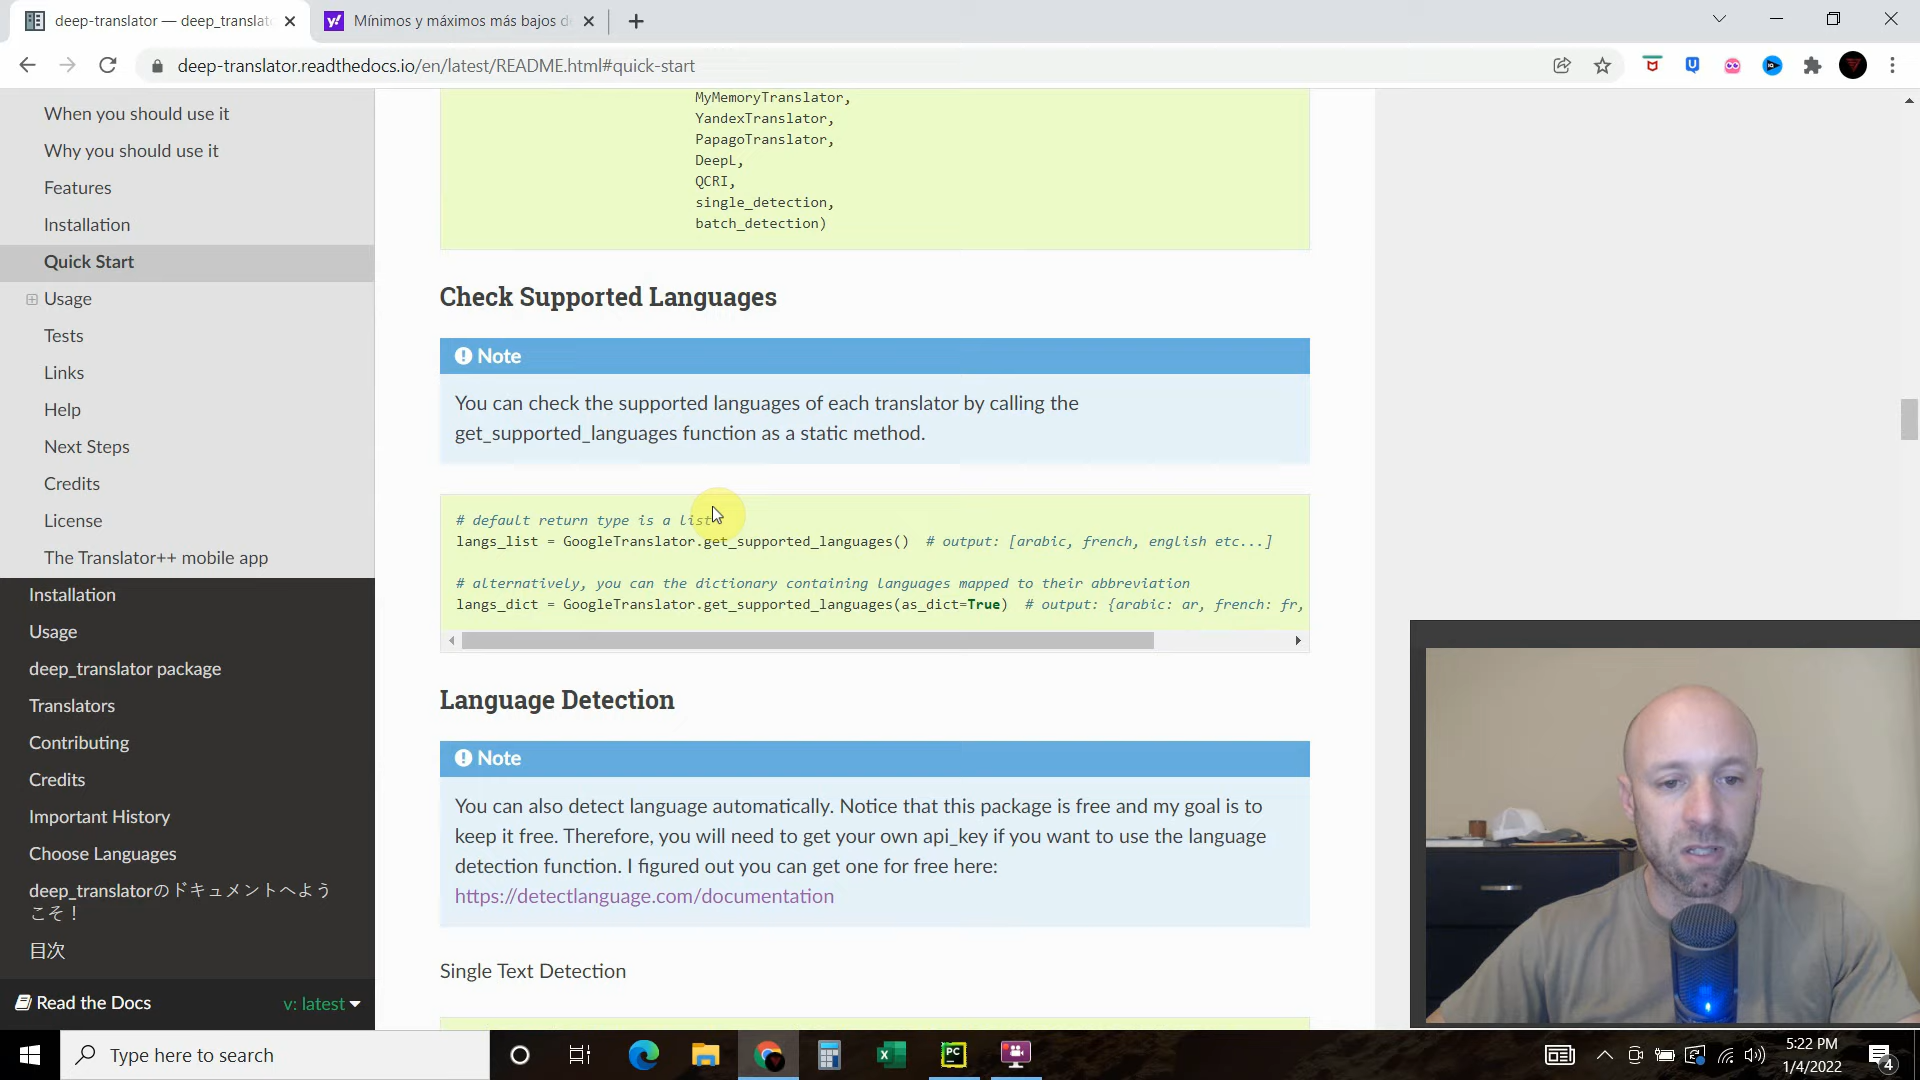 deep-translator — deep_translat
Mínimos y máximos más bajos d
deep-translator.readthedocs.io/en/latest/README.html#quick-start
When you should use it
Why you should use it
Features
Installation
Quick Start
Usage
Tests
Links
Help
Next Steps
Credits
License
The Translator++ mobile app
Installation
Usage
deep_translator package
Translators
Contributing
Credits
Important History
Choose Languages
deep_translatorのドキュメントへよう
こそ！
目次
Read the Docs
v: latest
MyMemoryTranslator,
YandexTranslator,
PapagoTranslator,
DeepL,
QCRI,
single_detection,
batch_detection)
Check Supported Languages
Note
You can check the supported languages of each translator by calling the
get_supported_languages function as a static method.
# default return type is a list
langs_list = GoogleTranslator.get_supported_languages()  # output: [arabic, french, english etc...]
# alternatively, you can the dictionary containing languages mapped to their abbreviation
langs_dict = GoogleTranslator.get_supported_languages(as_dict=True)  # output: {arabic: ar, french: fr,
Language Detection
Note
You can also detect language automatically. Notice that this package is free and my goal is to
keep it free. Therefore, you will need to get your own api_key if you want to use the language
detection function. I figured out you can get one for free here:
https://detectlanguage.com/documentation
Single Text Detection
Type here to search
5:22 PM
1/4/2022
4